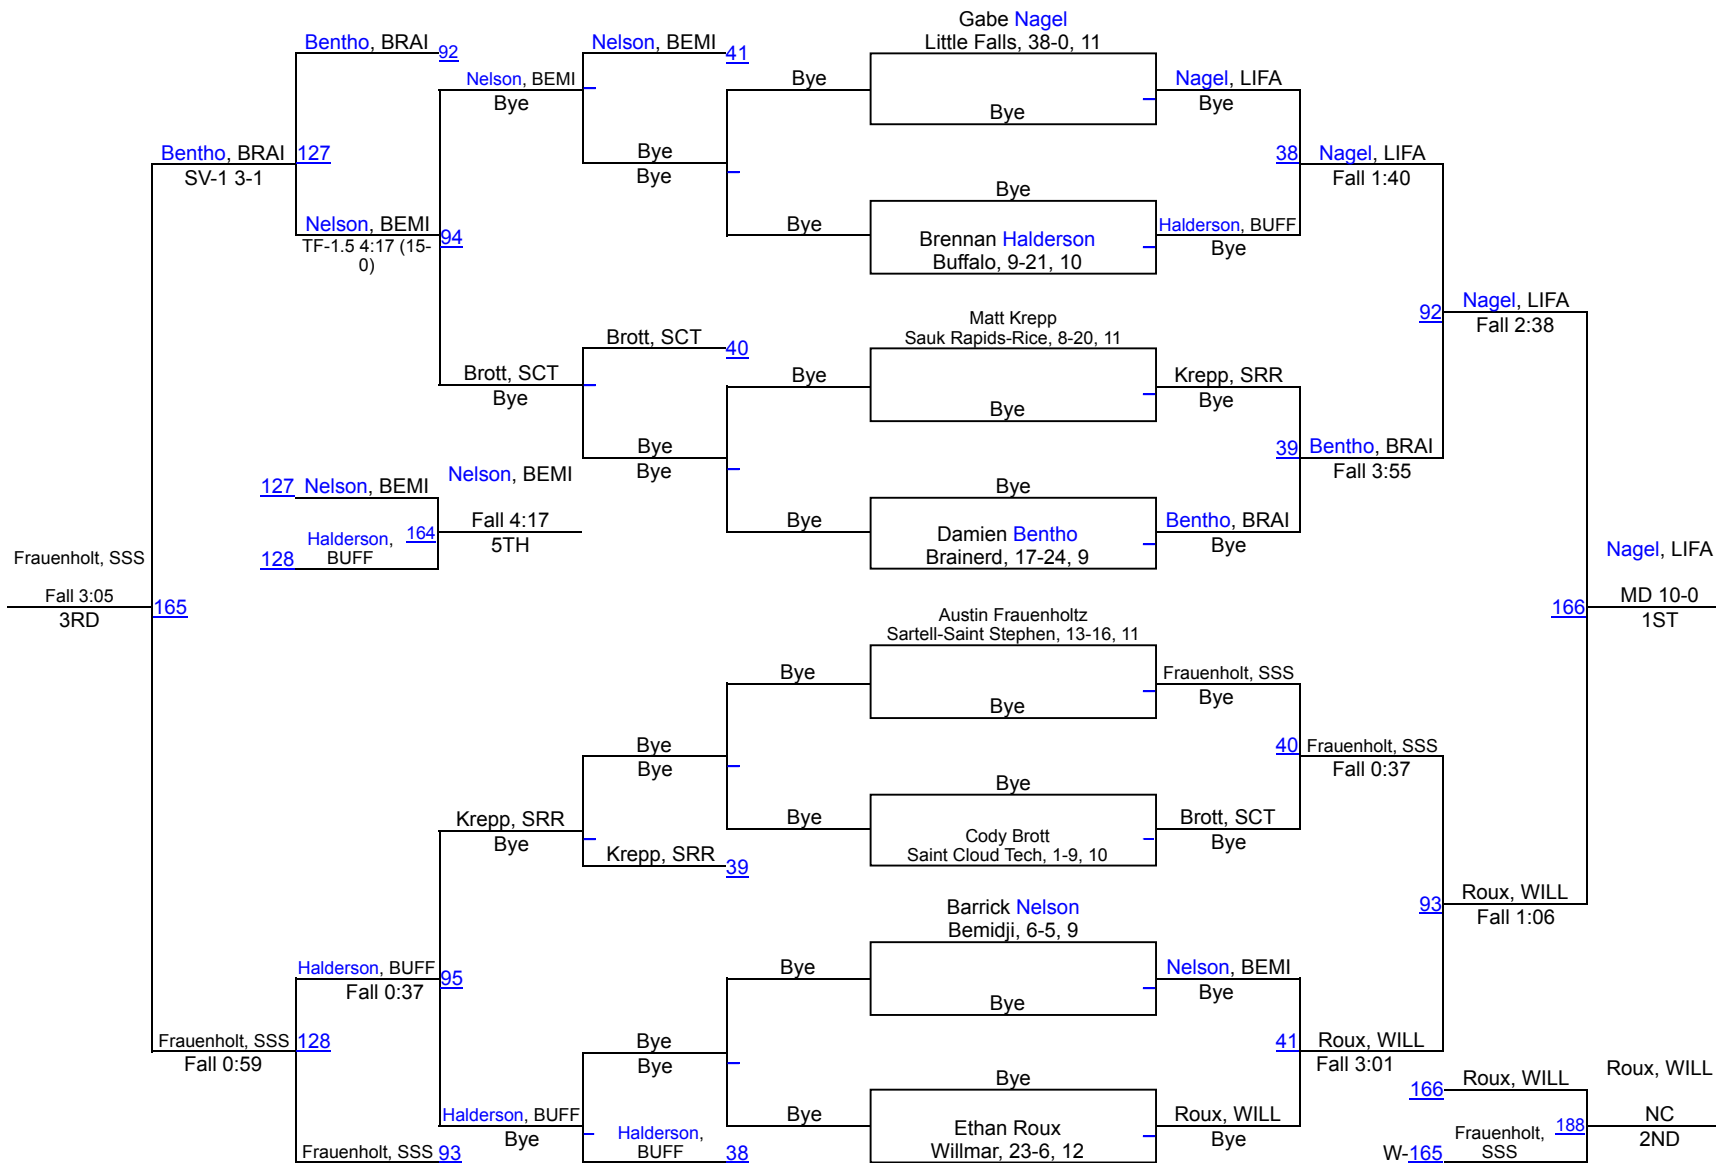 Gabe Nagel
Little Falls, 38-0, 11
Bentho, BRAI
92
Nelson, BEMI
41
Nelson, BEMI
Bye
Bye
Bye
Nagel, LIFA
Bye
Bentho, BRAI
127
SV-1 3-1
Bye
Bye
38
Nagel, LIFA
Fall 1:40
Bye
Nelson, BEMI
94
TF-1.5 4:17 (15-
0)
Bye
Brennan Halderson
Buffalo, 9-21, 10
Halderson, BUFF
Bye
92
Nagel, LIFA
Fall 2:38
Matt Krepp
Sauk Rapids-Rice, 8-20, 11
Brott, SCT
40
Brott, SCT
Bye
Bye
Bye
Krepp, SRR
Bye
Bye
Bye
39
Bentho, BRAI
Fall 3:55
127
Nelson, BEMI
Nelson, BEMI
Fall 4:17
5TH
164
Halderson,
BUFF
128
Bye
Bye
Damien Bentho
Brainerd, 17-24, 9
Bentho, BRAI
Bye
Frauenholt, SSS
Fall 3:05
3RD
165
Nagel, LIFA
166
MD 10-0
1ST
Austin Frauenholtz
Sartell-Saint Stephen, 13-16, 11
Bye
Bye
Frauenholt, SSS
Bye
Bye
Bye
40
Frauenholt, SSS
Fall 0:37
Bye
Bye
Cody Brott
Saint Cloud Tech, 1-9, 10
Brott, SCT
Bye
Krepp, SRR
Bye
Krepp, SRR
39
93
Roux, WILL
Fall 1:06
Barrick Nelson
Bemidji, 6-5, 9
Halderson, BUFF
95
Fall 0:37
Bye
Bye
Nelson, BEMI
Bye
Frauenholt, SSS
128
Fall 0:59
Bye
Bye
41
Roux, WILL
Fall 3:01
Bye
Halderson, BUFF
Bye
Bye
Ethan Roux
Willmar, 23-6, 12
Roux, WILL
Bye
Halderson,
BUFF
38
Frauenholt, SSS
93
166
Roux, WILL
Roux, WILL
NC
2ND
188
Frauenholt,
SSS
W-165